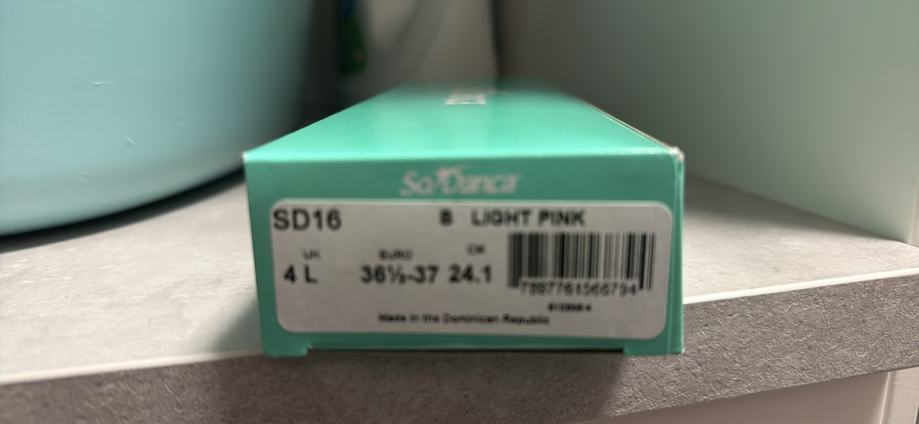 So Danca
SD16 B LIGHT PINK
UK EURO CM
4 L 36½-37 24.1
Made in the Dominican Republic